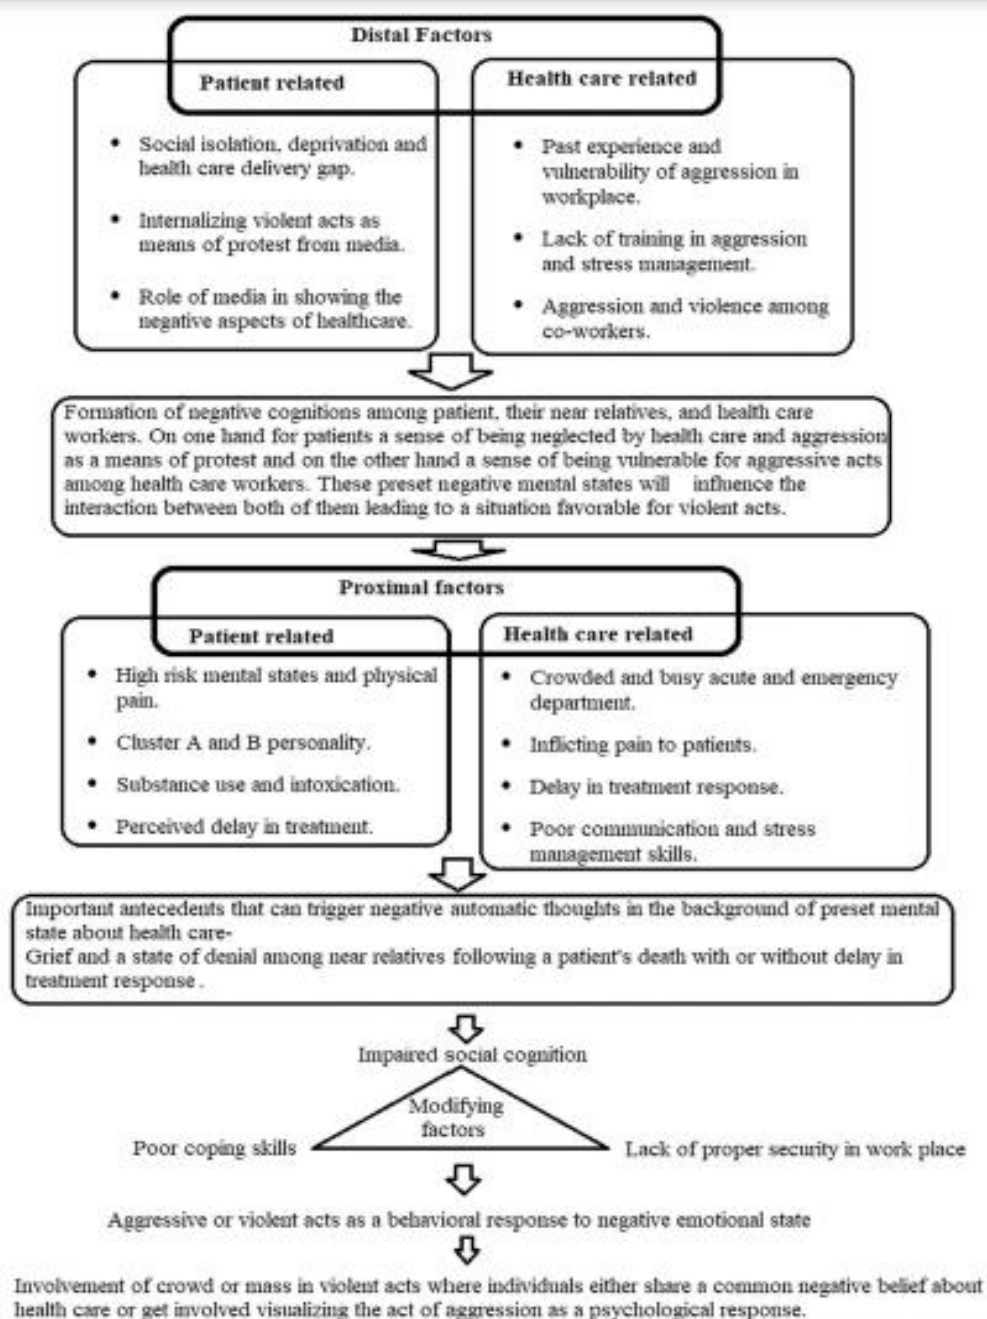 Distal Factors
Patient related
• Social isolation, deprivation and
health care delivery gap.
• Internalizing violent acts as
means of protest from media.
• Role of media in showing the
negative aspects of healthcare.
Health care related
• Past experience and
vulnerability of aggression in
workplace.
• Lack of training in aggression
and stress management.
• Aggression and violence among
co-workers.
Formation of negative cognitions among patient, their near relatives, and health care
workers. On one hand for patients a sense of being neglected by health care and aggression
as a means of protest and on the other hand a sense of being vulnerable for aggressive acts
among health care workers. These preset negative mental states will influence the
interaction between both of them leading to a situation favorable for violent acts.
Proximal factors
Patient related
• High risk mental states and physical
pain.
• Cluster A and B personality.
• Substance use and intoxication.
• Perceived delay in treatment.
Health care related
• Crowded and busy acute and emergency
department.
• Inflicting pain to patients.
• Delay in treatment response.
• Poor communication and stress
management skills.
Important antecedents that can trigger negative automatic thoughts in the background of preset mental
state about health care-
Grief and a state of denial among near relatives following a patient's death with or without delay in
treatment response.
Impaired social cognition
Modifying
factors
Poor coping skills
Lack of proper security in work place
Aggressive or violent acts as a behavioral response to negative emotional state
Involvement of crowd or mass in violent acts where individuals either share a common negative belief about
health care or get involved visualizing the act of aggression as a psychological response.